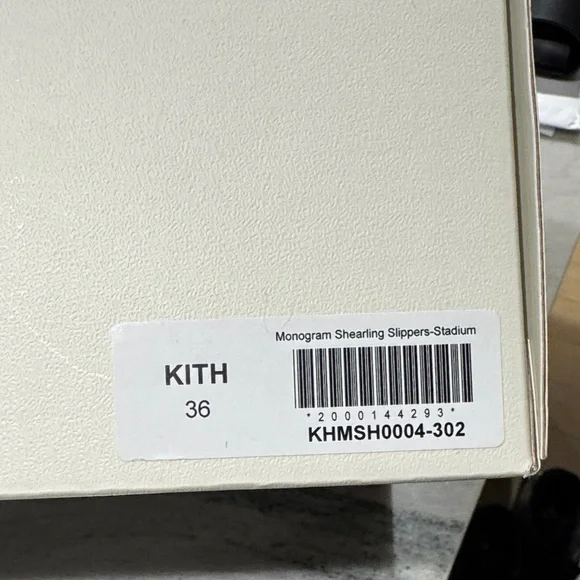 KITH
36
Monogram Shearling Slippers-Stadium
*2000144293*
KHMSH0004-302